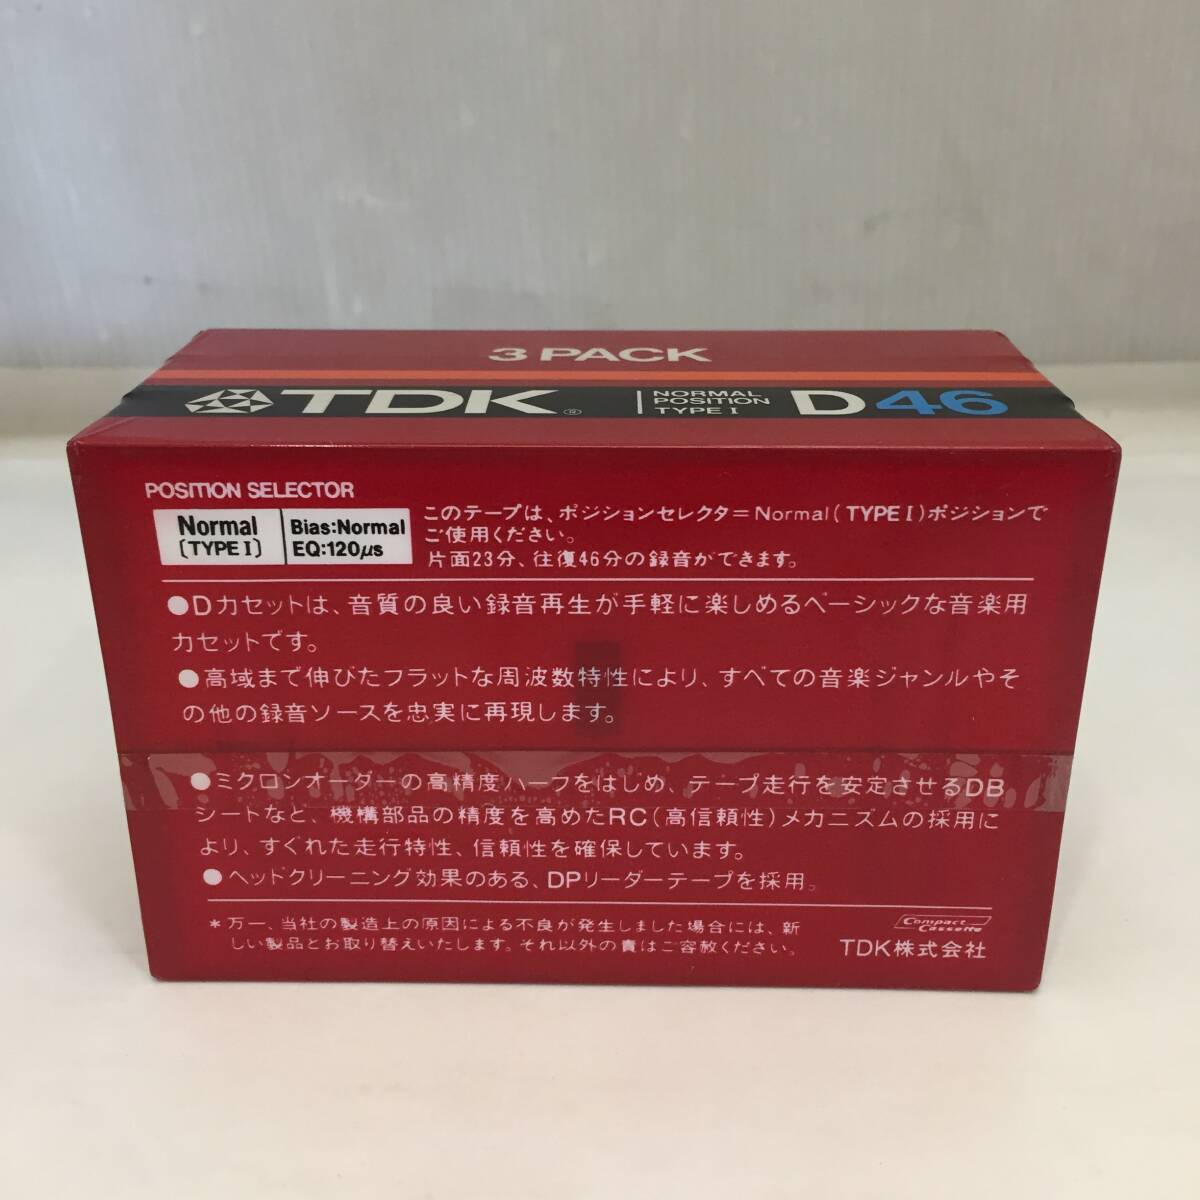 3 PACK
TDK® NORMAL POSITION TYPE I D46
POSITION SELECTOR
Normal (TYPE I)
Bias:Normal
EQ:120μs
このテープは、ポジションセレクタ=Normal(TYPE I)ポジションで
ご使用ください。
片面23分、往復46分の録音ができます。
●Dカセットは、音質の良い録音再生が手軽に楽しめるベーシックな音楽用
カセットです。
●高域まで伸びたフラットな周波数特性により、すべての音楽ジャンルやそ
の他の録音ソースを忠実に再現します。
●ミクロンオーダーの高精度ハーフをはじめ、テープ走行を安定させるDB
シートなど、機構部品の精度を高めたRC(高信頼性)メカニズムの採用に
より、すぐれた走行特性、信頼性を確保しています。
●ヘッドクリーニング効果のある、DPリーダーテープを採用。
*万一、当社の製造上の原因による不良が発生しました場合には、新
しい製品とお取り替えいたします。それ以外の責はご容赦ください。
Compact Cassette
TDK株式会社